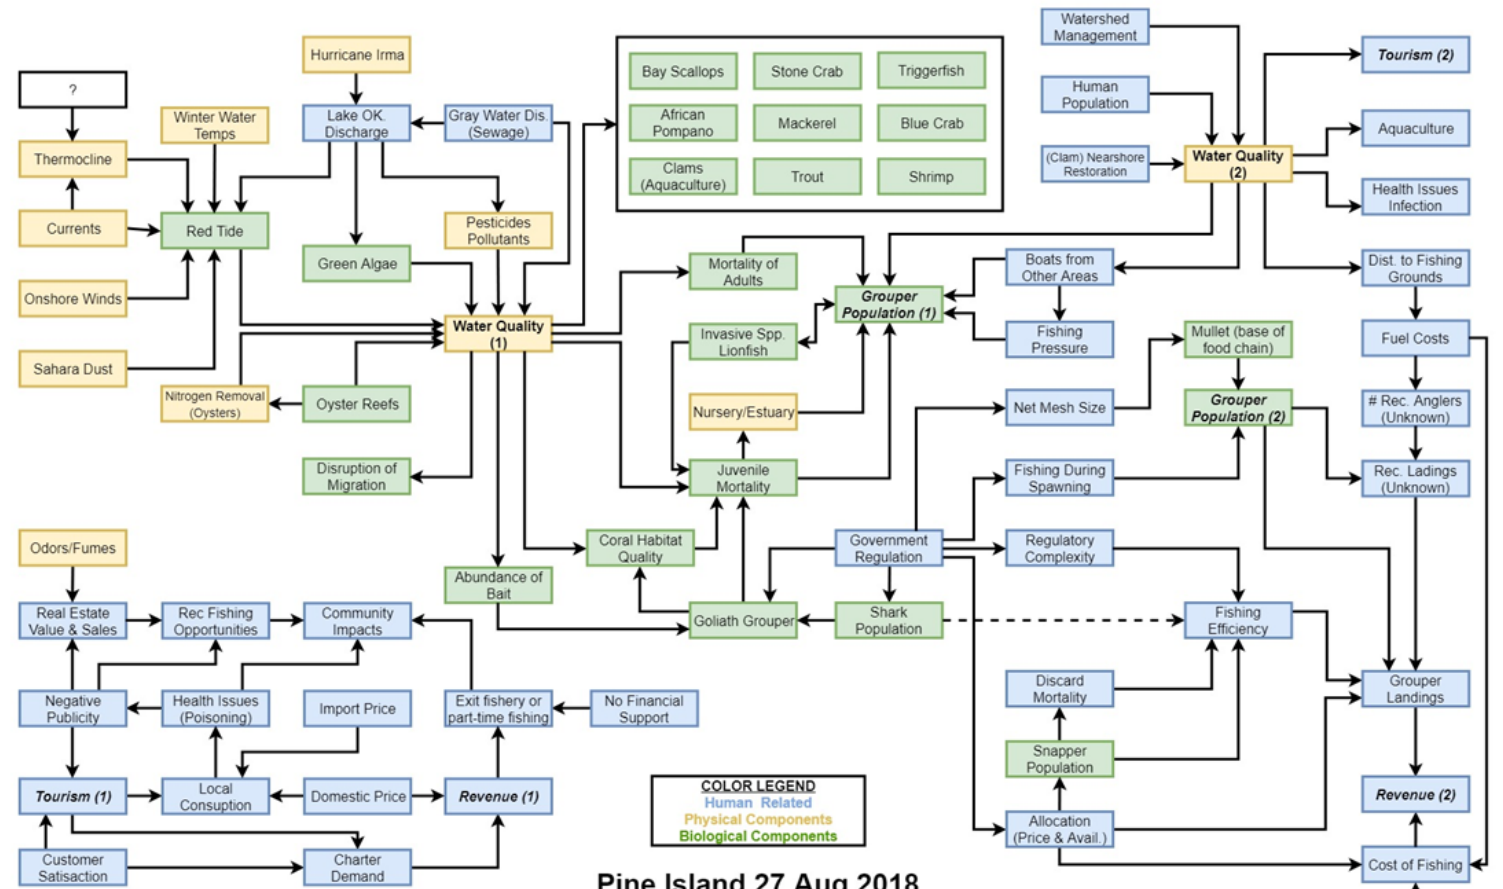 Hurricane Irma
?
Winter Water
Temps
Lake OK.
Discharge
Gray Water Dis.
(Sewage)
Thermocline
Currents
Red Tide
Pesticides
Pollutants
Green Algae
Onshore Winds
Water Quality
(1)
Sahara Dust
Nitrogen Removal
(Oysters)
Oyster Reefs
Disruption of
Migration
Bay Scallops
Stone Crab
Triggerfish
African
Pompano
Mackerel
Blue Crab
Clams
(Aquaculture)
Trout
Shrimp
Mortality of
Adults
Grouper
Population (1)
Invasive Spp.
Lionfish
Nursery/Estuary
Juvenile
Mortality
Coral Habitat
Quality
Abundance of
Bait
Goliath Grouper
Shark
Population
Government
Regulation
Watershed
Management
Human
Population
(Clam) Nearshore
Restoration
Water Quality
(2)
Tourism (2)
Aquaculture
Health Issues
Infection
Boats from
Other Areas
Dist. to Fishing
Grounds
Fishing
Pressure
Mullet (base of
food chain)
Fuel Costs
Net Mesh Size
Grouper
Population (2)
# Rec. Anglers
(Unknown)
Fishing During
Spawning
Rec. Ladings
(Unknown)
Regulatory
Complexity
Fishing
Efficiency
Discard
Mortality
Grouper
Landings
Snapper
Population
Revenue (2)
Allocation
(Price & Avail.)
Cost of Fishing
Odors/Fumes
Real Estate
Value & Sales
Rec Fishing
Opportunities
Community
Impacts
Negative
Publicity
Health Issues
(Poisoning)
Import Price
Exit fishery or
part-time fishing
No Financial
Support
Tourism (1)
Local
Consuption
Domestic Price
Revenue (1)
Customer
Satisaction
Charter
Demand
COLOR LEGEND
Human Related
Physical Components
Biological Components
Pine Island 27 Aug 2018